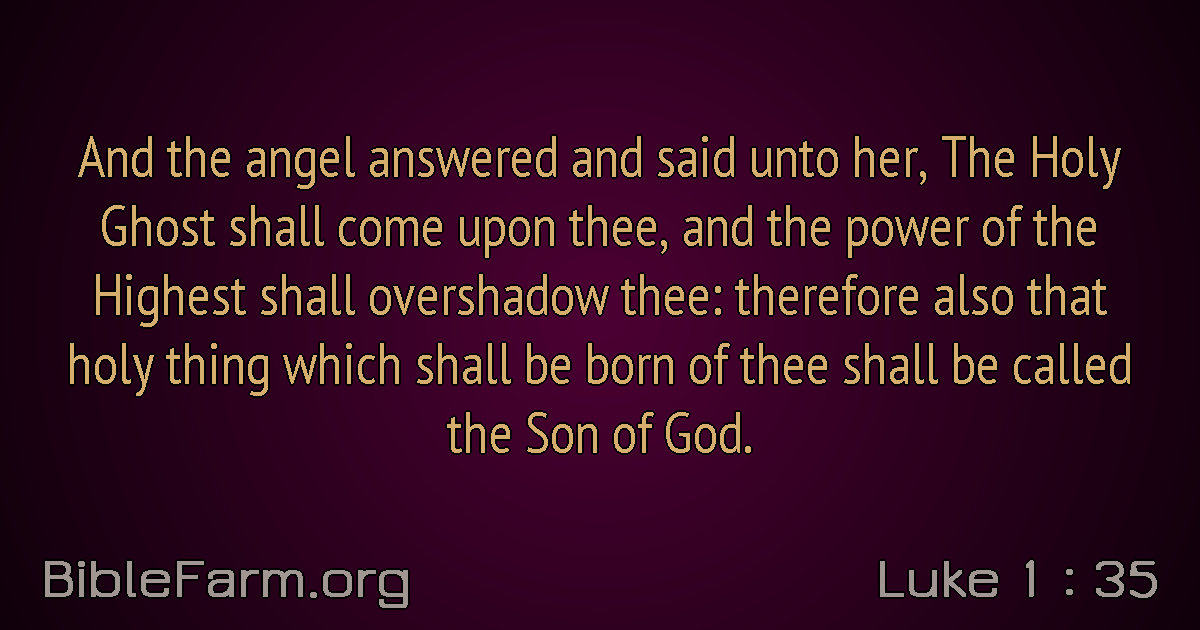 And the angel answered and said unto her, The Holy
Ghost shall come upon thee, and the power of the
Highest shall overshadow thee: therefore also that
holy thing which shall be born of thee shall be called
the Son of God.
BibleFarm.org
Luke 1 : 35